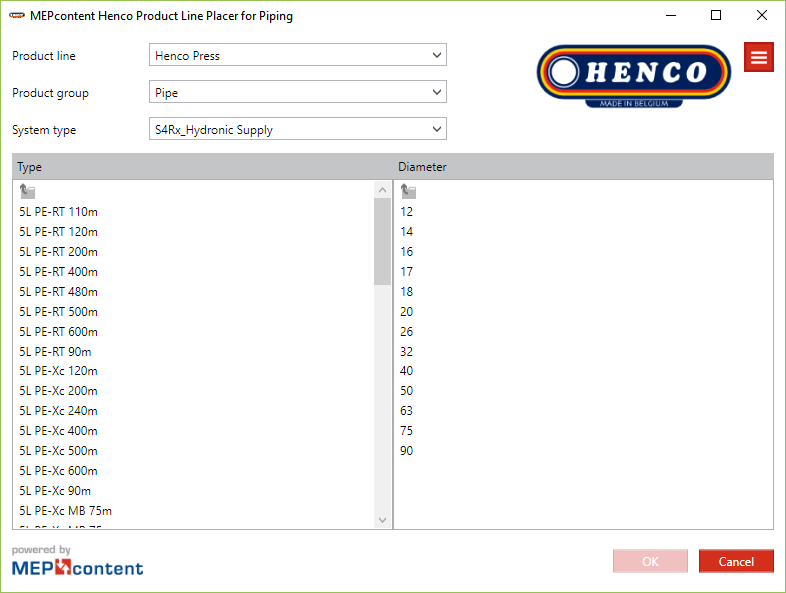 MEPcontent Henco Product Line Placer for Piping
Product line
Henco Press
Product group
Pipe
System type
S4Rx_Hydronic Supply
HENCO
MADE IN BELGIUM
Type
Diameter
5L PE-RT 110m
5L PE-RT 120m
5L PE-RT 200m
5L PE-RT 400m
5L PE-RT 480m
5L PE-RT 500m
5L PE-RT 600m
5L PE-RT 90m
5L PE-Xc 120m
5L PE-Xc 200m
5L PE-Xc 240m
5L PE-Xc 400m
5L PE-Xc 500m
5L PE-Xc 600m
5L PE-Xc 90m
5L PE-Xc MB 75m
12
14
16
17
18
20
26
32
40
50
63
75
90
powered by
MEPcontent
OK
Cancel